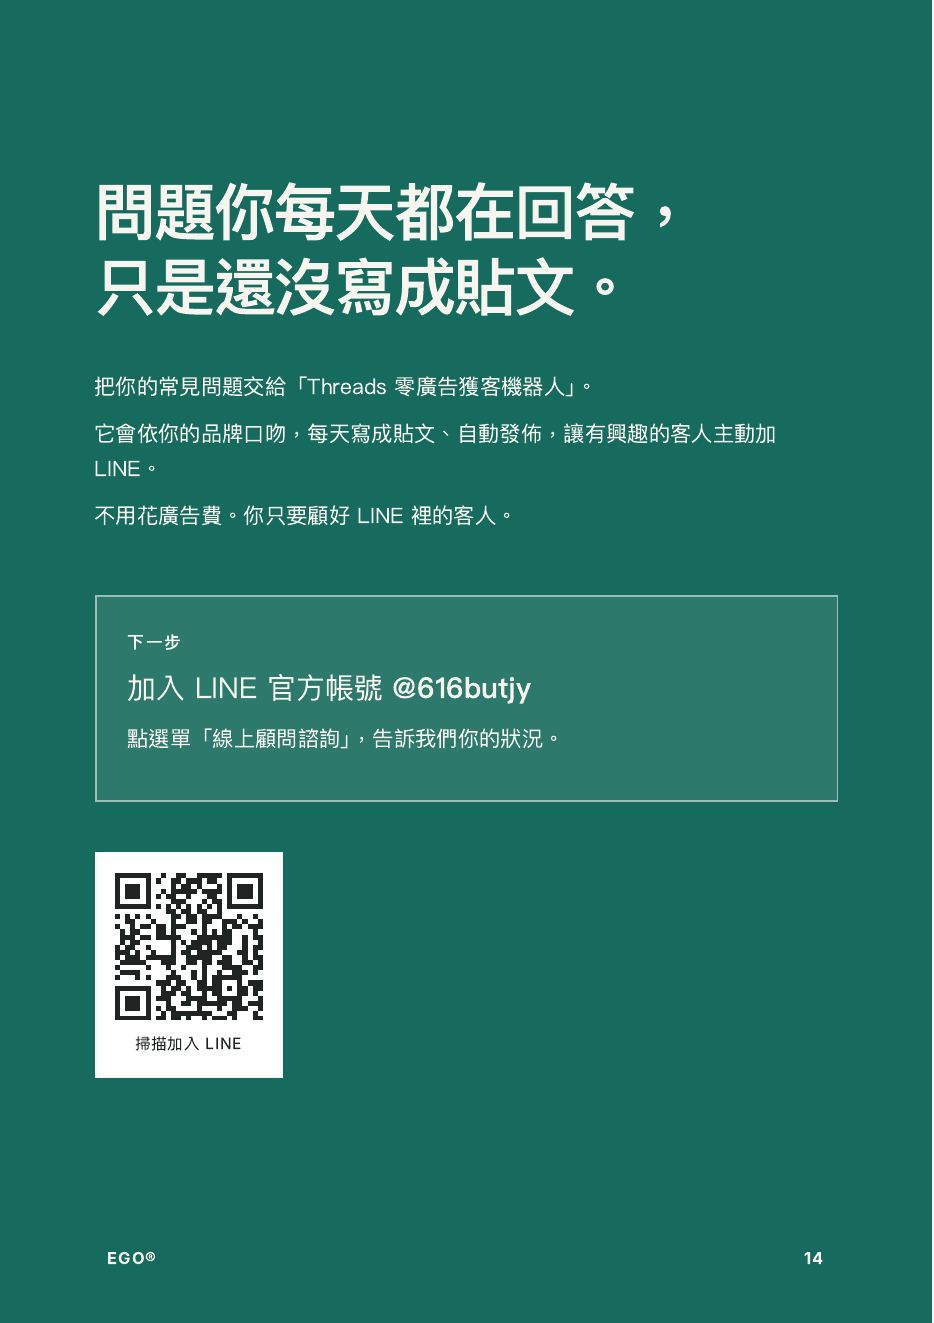 問題你每天都在回答，
只是還沒寫成貼文。
把你的常見問題交給「Threads 零廣告獲客機器人」。
它會依你的品牌口吻，每天寫成貼文、自動發佈，讓有興趣的客人主動加
LINE。
不用花廣告費。你只要顧好 LINE 裡的客人。
下一步
加入 LINE 官方帳號 @616butjy
點選單「線上顧問諮詢」，告訴我們你的狀況。
掃描加入 LINE
EGO®
14